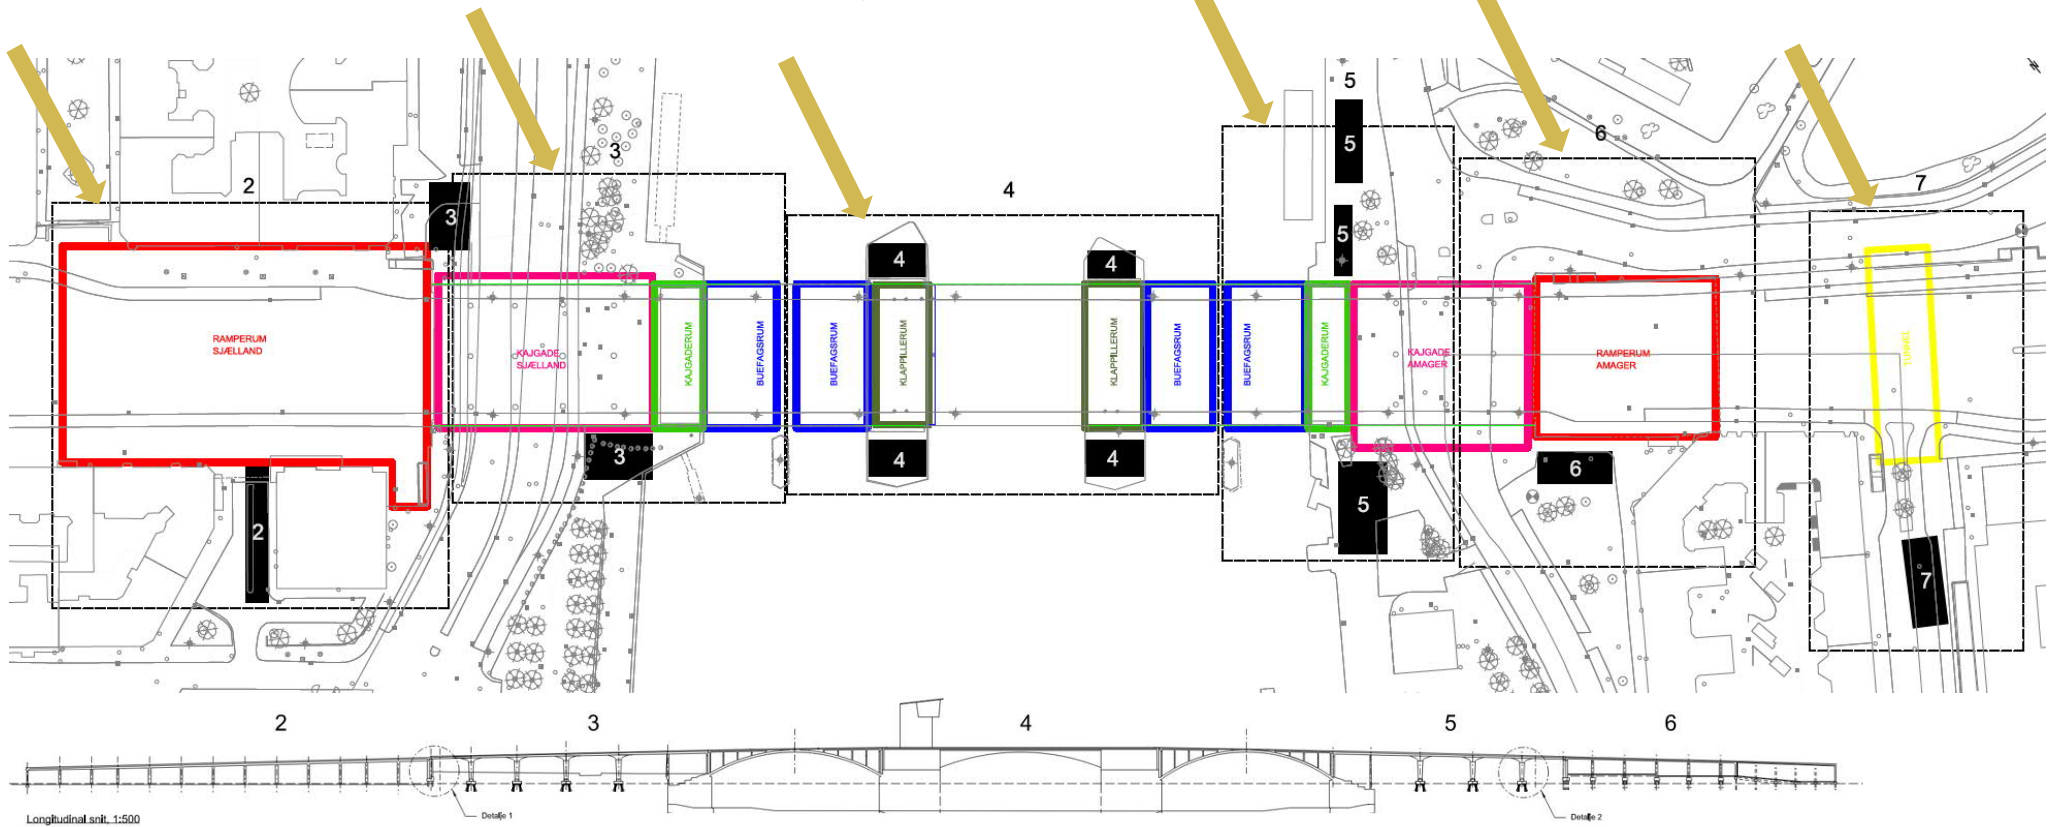 3
5
6
2
4
7
3
5
5
4
4
RAMPERUM
SJÆLLAND
KAJGADE
SJÆLLAND
KAJGADERUM
BUEFAGSRUM
BUEFAGSRUM
KLAPPILLERUM
KLAPPILLERUM
BUEFAGSRUM
BUEFAGSRUM
KAJGADERUM
KAJGADE
AMAGER
RAMPERUM
AMAGER
TUNNEL
3
4
4
6
5
2
7
2
3
4
5
6
Detalje 1
Detalje 2
Longitudinal snit, 1:500